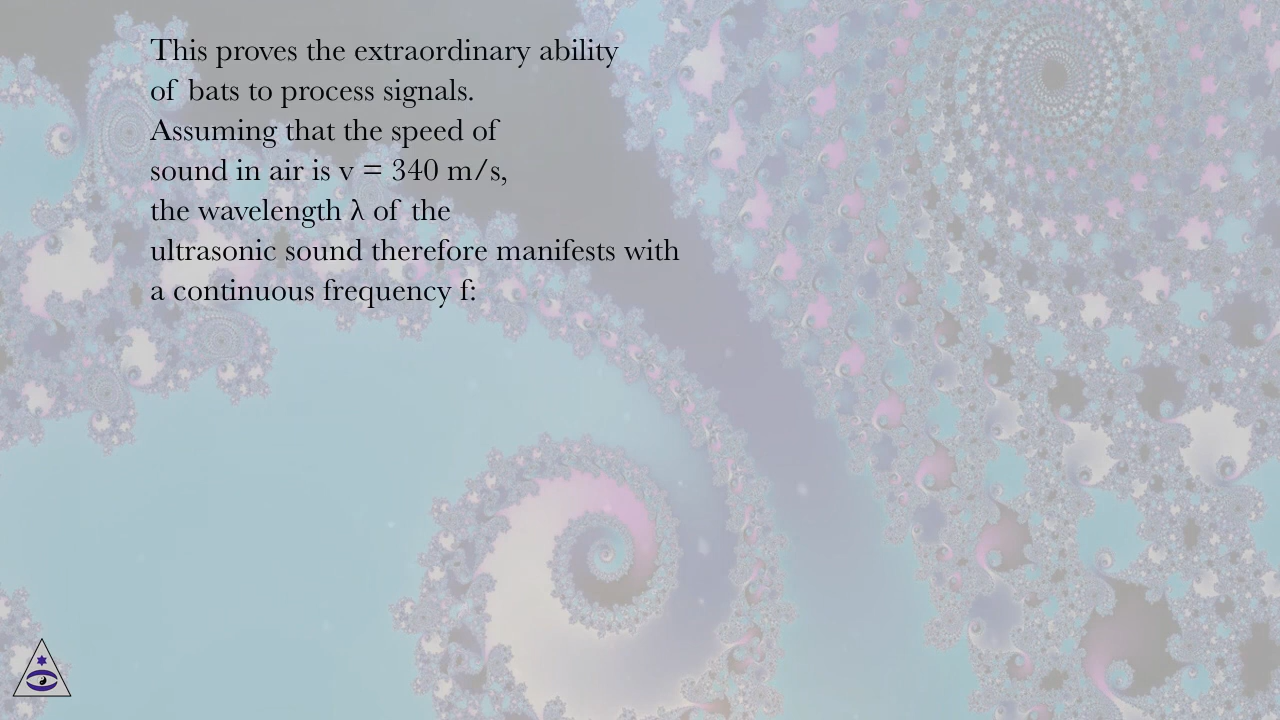 This proves the extraordinary ability
of bats to process signals.
Assuming that the speed of
sound in air is v = 340 m/s,
the wavelength λ of the
ultrasonic sound therefore manifests with
a continuous frequency f: